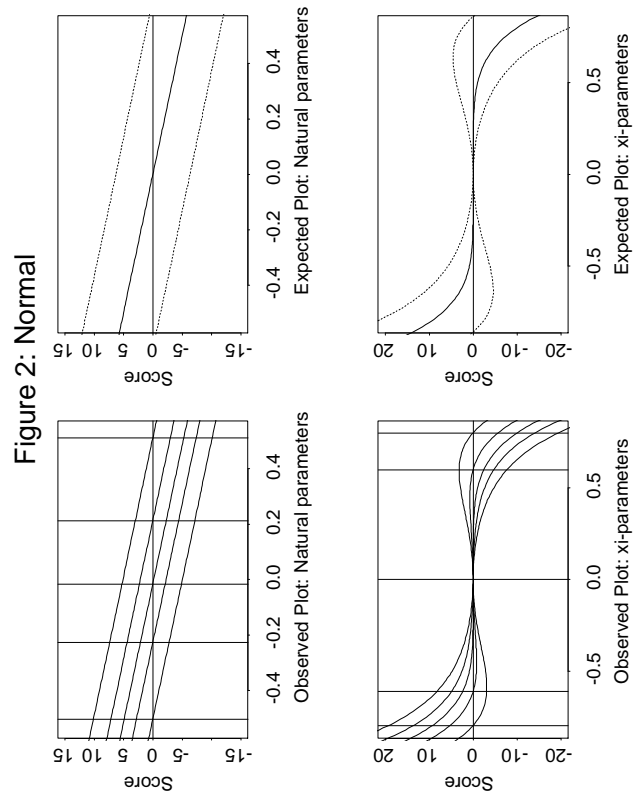 Figure 2: Normal
Score
-15 -5 0 5 10 15
-0.4 -0.2 0.0 0.2 0.4
Observed Plot: Natural parameters
Score
-15 -5 0 5 10 15
-0.4 -0.2 0.0 0.2 0.4
Expected Plot: Natural parameters
Score
-20 -10 0 10 20
-0.5 0.0 0.5
Observed Plot: xi-parameters
Score
-20 -10 0 10 20
-0.5 0.0 0.5
Expected Plot: xi-parameters